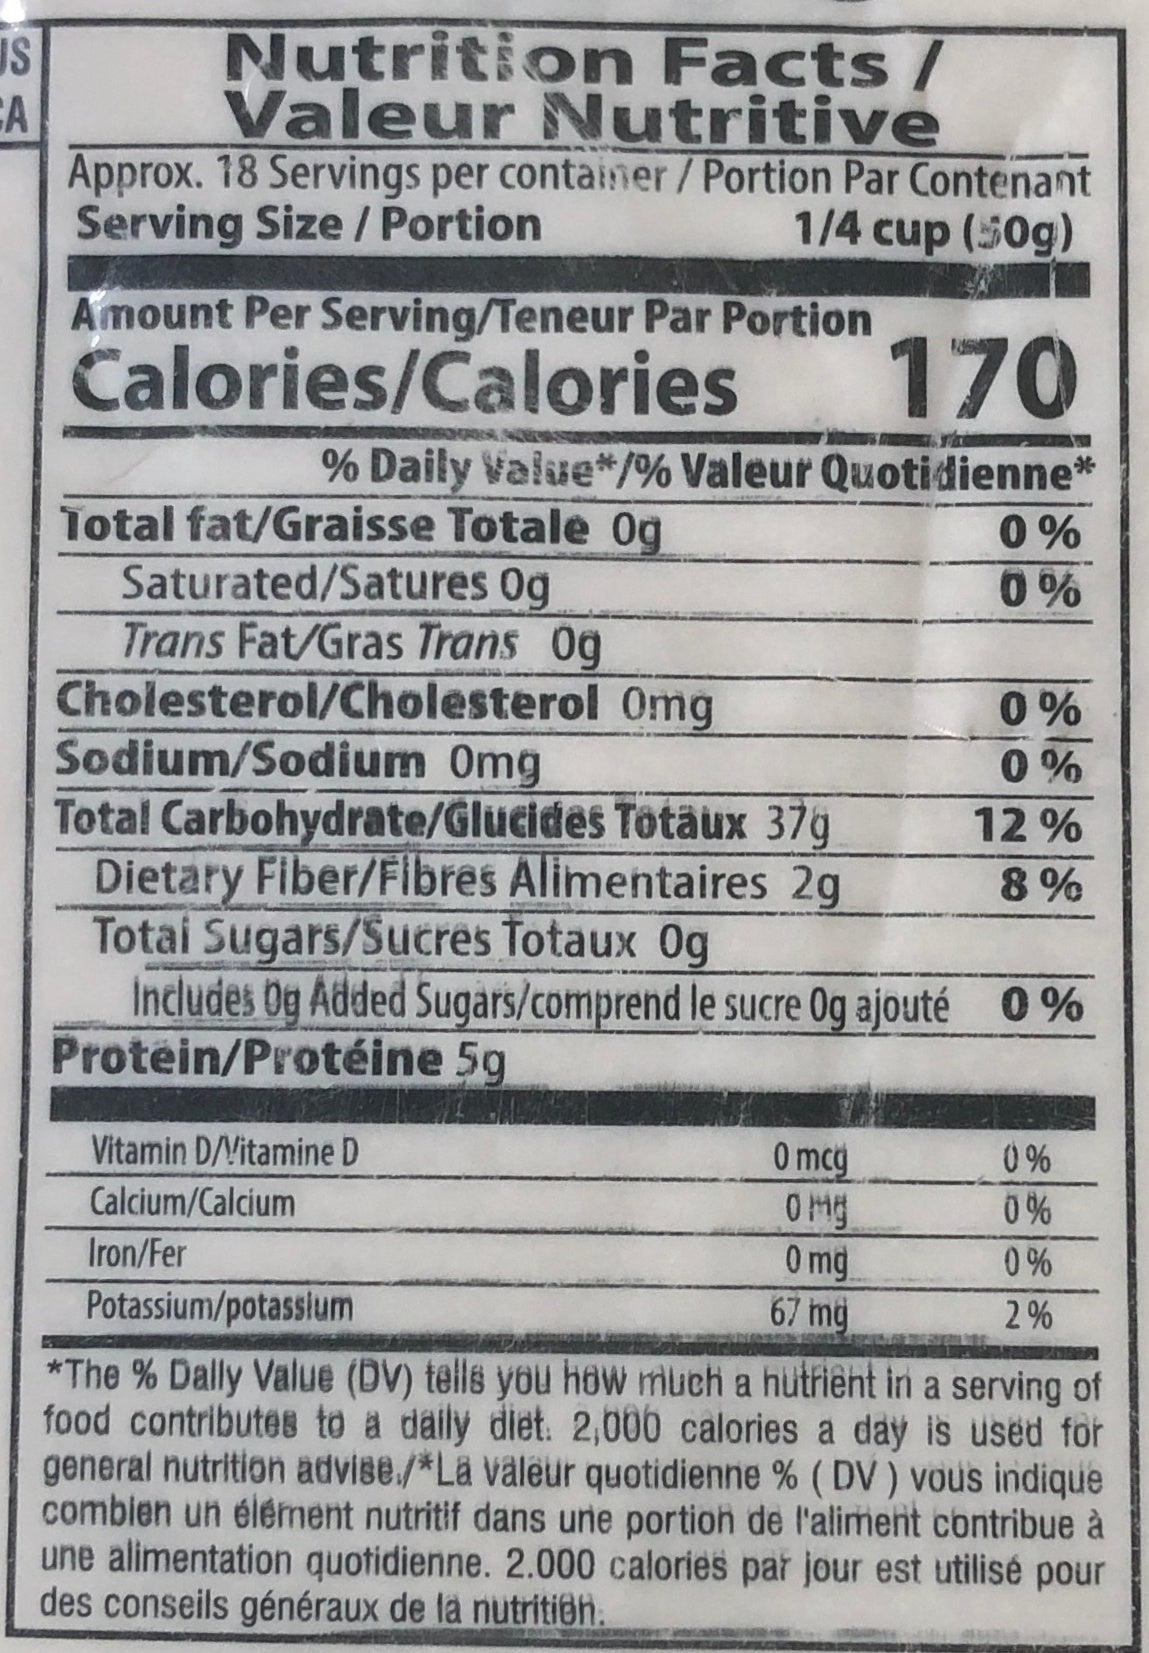 US
CA
Nutrition Facts /
Valeur Nutritive
Approx. 18 Servings per container / Portion Par Contenant
Serving Size / Portion 1/4 cup (50g)
Amount Per Serving/Teneur Par Portion
Calories/Calories 170
% Daily Value*/% Valeur Quotidienne*
Total fat/Graisse Totale 0g 0 %
Saturated/Satures 0g 0 %
Trans Fat/Gras Trans 0g
Cholesterol/Cholesterol 0mg 0 %
Sodium/Sodium 0mg 0 %
Total Carbohydrate/Glucides Totaux 37g 12 %
Dietary Fiber/Fibres Alimentaires 2g 8 %
Total Sugars/Sucres Totaux 0g
Includes 0g Added Sugars/comprend le sucre 0g ajouté 0 %
Protein/Protéine 5g
Vitamin D/Vitamine D 0 mcg 0 %
Calcium/Calcium 0 mg 0 %
Iron/Fer 0 mg 0 %
Potassium/potassium 67 mg 2 %
*The % Daily Value (DV) tells you how much a nutrient in a serving of
food contributes to a daily diet. 2,000 calories a day is used for
general nutrition advise./*La valeur quotidienne % ( DV ) vous indique
combien un élément nutritif dans une portion de l'aliment contribue à
une alimentation quotidienne. 2.000 calories par jour est utilisé pour
des conseils généraux de la nutrition.